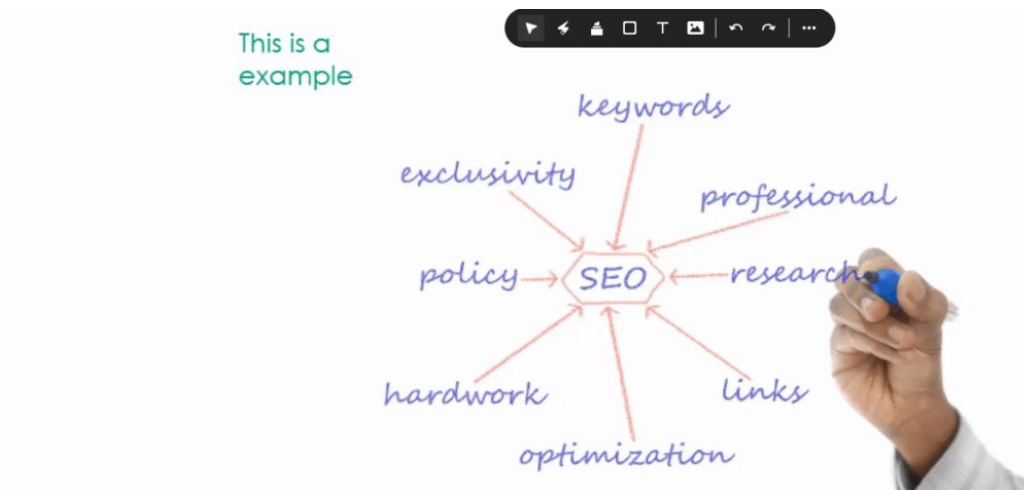 This is a
example
keywords
exclusivity
professional
policy
SEO
research
hardwork
links
optimization